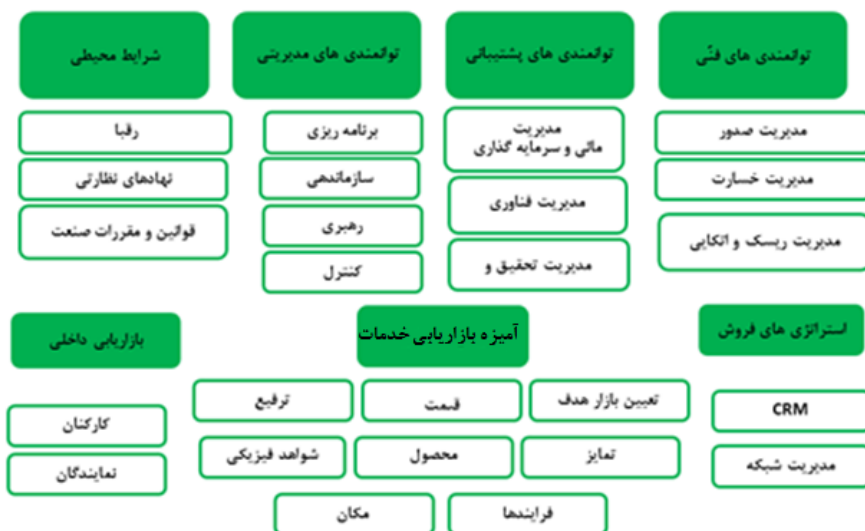 توانمندی های فنّی
توانمندی های پشتیبانی
توانمندی های مدیریتی
شرایط محیطی
مدیریت صدور
مدیریت خسارت
مدیریت ریسک و اتکایی
مدیریت
مالی و سرمایه گذاری
مدیریت فناوری
مدیریت تحقیق و
برنامه ریزی
سازماندهی
رهبری
کنترل
رقبا
نهادهای نظارتی
قوانین و مقررات صنعت
استراتژی های فروش
آمیزه بازاریابی خدمات
بازاریابی داخلی
CRM
مدیریت شبکه
تعیین بازار هدف
قیمت
ترفیع
تمایز
محصول
شواهد فیزیکی
فرایندها
مکان
کارکنان
نمایندگان